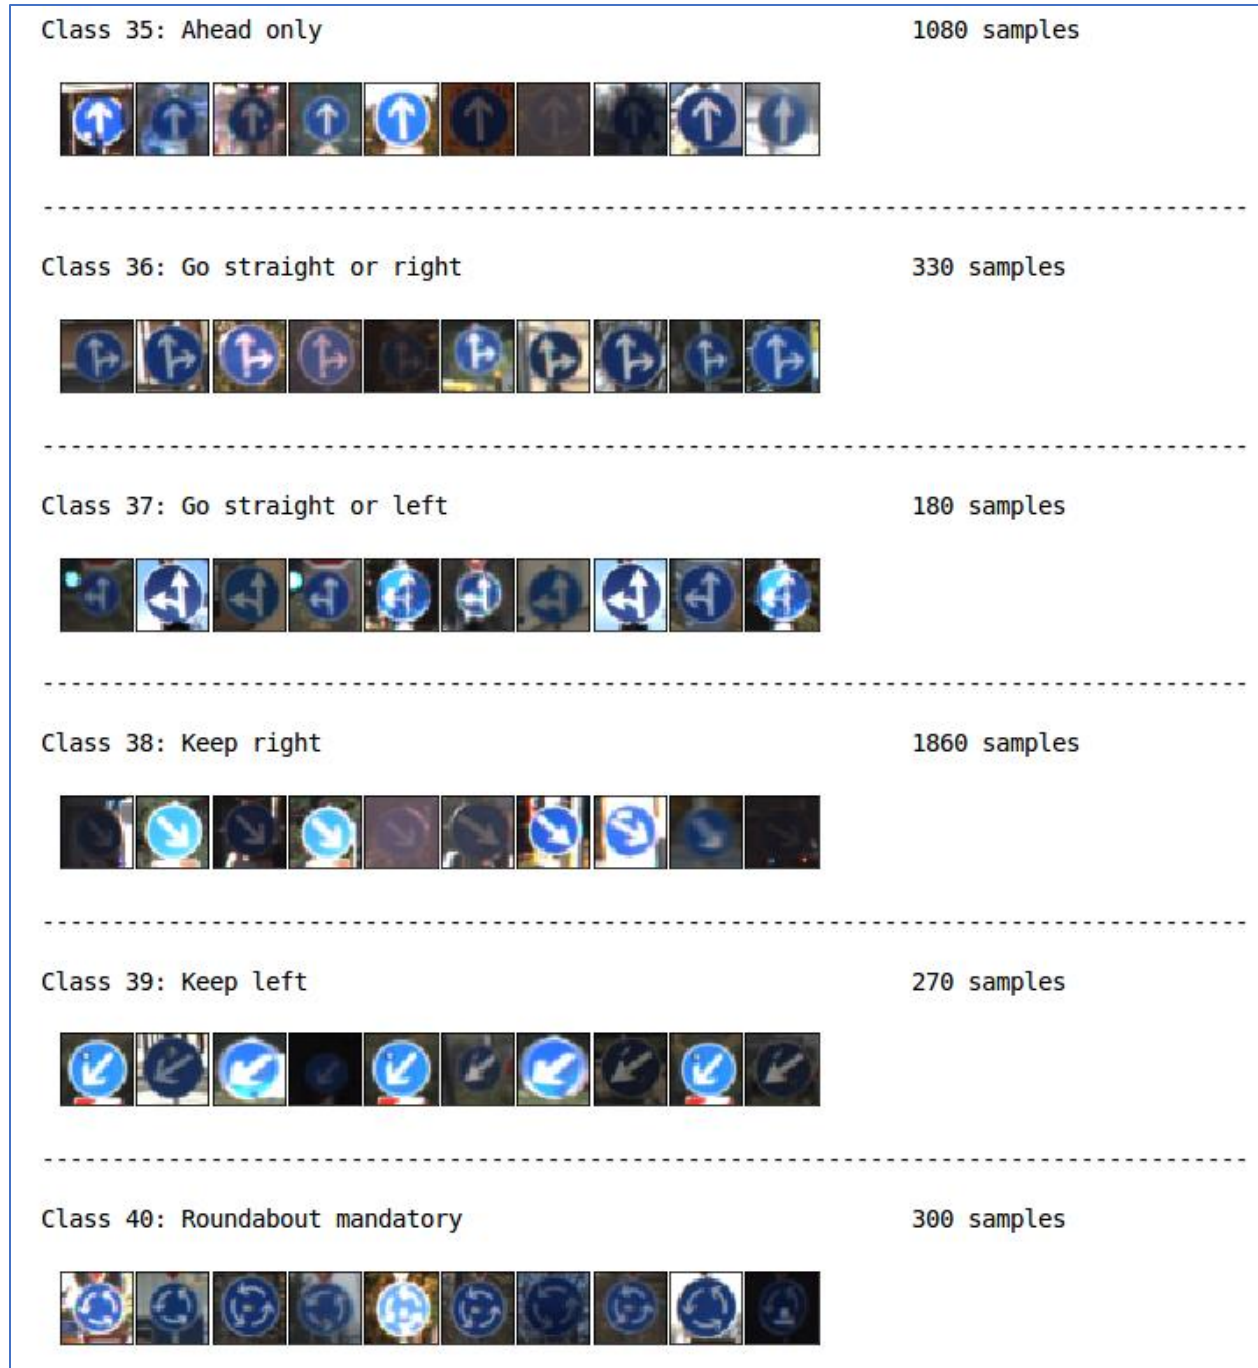 Class 35: Ahead only 1080 samples
--------------------------------------------------------------------------------------
Class 36: Go straight or right 330 samples
--------------------------------------------------------------------------------------
Class 37: Go straight or left 180 samples
--------------------------------------------------------------------------------------
Class 38: Keep right 1860 samples
--------------------------------------------------------------------------------------
Class 39: Keep left 270 samples
--------------------------------------------------------------------------------------
Class 40: Roundabout mandatory 300 samples